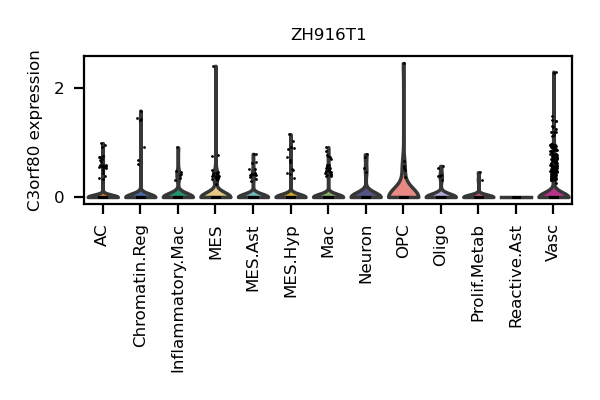 ZH916T1
C3orf80 expression
2
0
AC
Chromatin.Reg
Inflammatory.Mac
MES
MES.Ast
MES.Hyp
Mac
Neuron
OPC
Oligo
Prolif.Metab
Reactive.Ast
Vasc